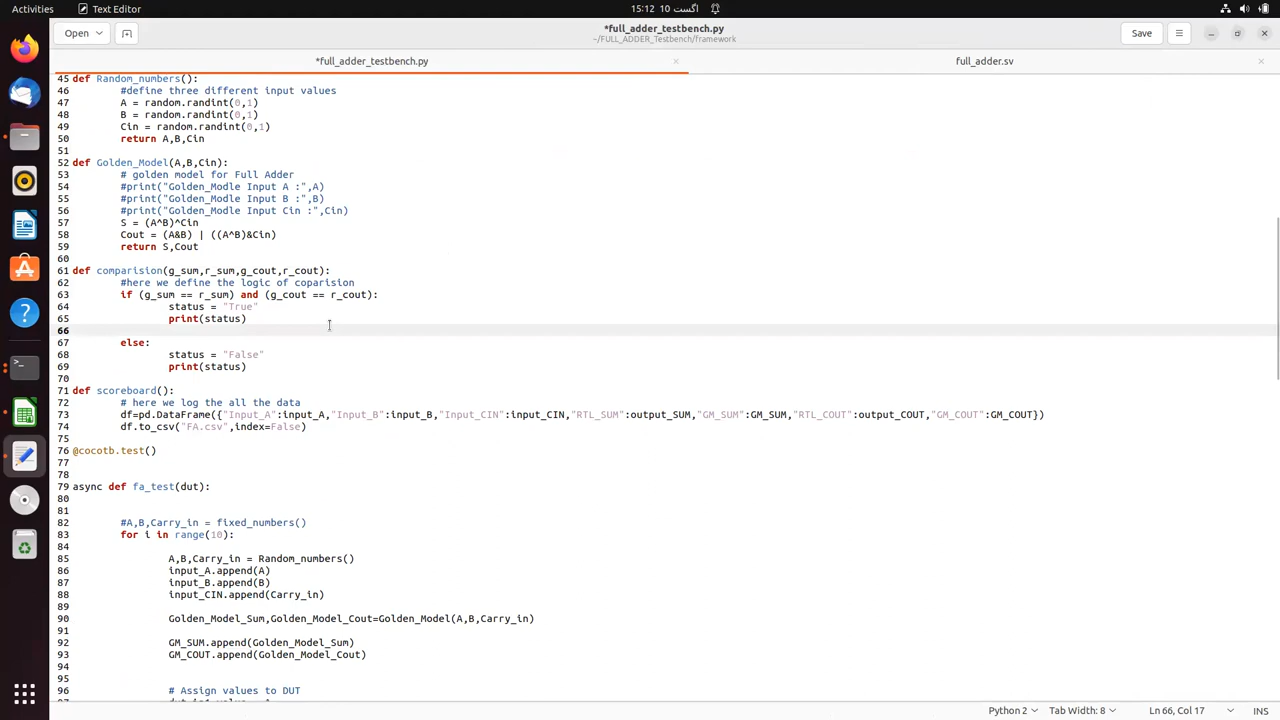 Activities Text Editor 15:12 اگست 10
Open *full_adder_testbench.py Save
~/FULL_ADDER_Testbench/framework
*full_adder_testbench.py full_adder.sv
45 def Random_numbers():
46 #define three different input values
47 A = random.randint(0,1)
48 B = random.randint(0,1)
49 Cin = random.randint(0,1)
50 return A,B,Cin
51
52 def Golden_Model(A,B,Cin):
53 # golden model for Full Adder
54 #print("Golden_Modle Input A :",A)
55 #print("Golden_Modle Input B :",B)
56 #print("Golden_Modle Input Cin :",Cin)
57 S = (A^B)^Cin
58 Cout = (A&B) | ((A^B)&Cin)
59 return S,Cout
60
61 def comparision(g_sum,r_sum,g_cout,r_cout):
62 #here we define the logic of coparision
63 if (g_sum == r_sum) and (g_cout == r_cout):
64 status = "True"
65 print(status)
66
67 else:
68 status = "False"
69 print(status)
70
71 def scoreboard():
72 # here we log the all the data
73 df=pd.DataFrame({"Input_A":input_A,"Input_B":input_B,"Input_CIN":input_CIN,"RTL_SUM":output_SUM,"GM_SUM":GM_SUM,"RTL_COUT":output_COUT,"GM_COUT":GM_COUT})
74 df.to_csv("FA.csv",index=False)
75
76 @cocotb.test()
77
78
79 async def fa_test(dut):
80
81
82 #A,B,Carry_in = fixed_numbers()
83 for i in range(10):
84
85 A,B,Carry_in = Random_numbers()
86 input_A.append(A)
87 input_B.append(B)
88 input_CIN.append(Carry_in)
89
90 Golden_Model_Sum,Golden_Model_Cout=Golden_Model(A,B,Carry_in)
91
92 GM_SUM.append(Golden_Model_Sum)
93 GM_COUT.append(Golden_Model_Cout)
94
95
96 # Assign values to DUT
Python 2 Tab Width: 8 Ln 66, Col 17 INS